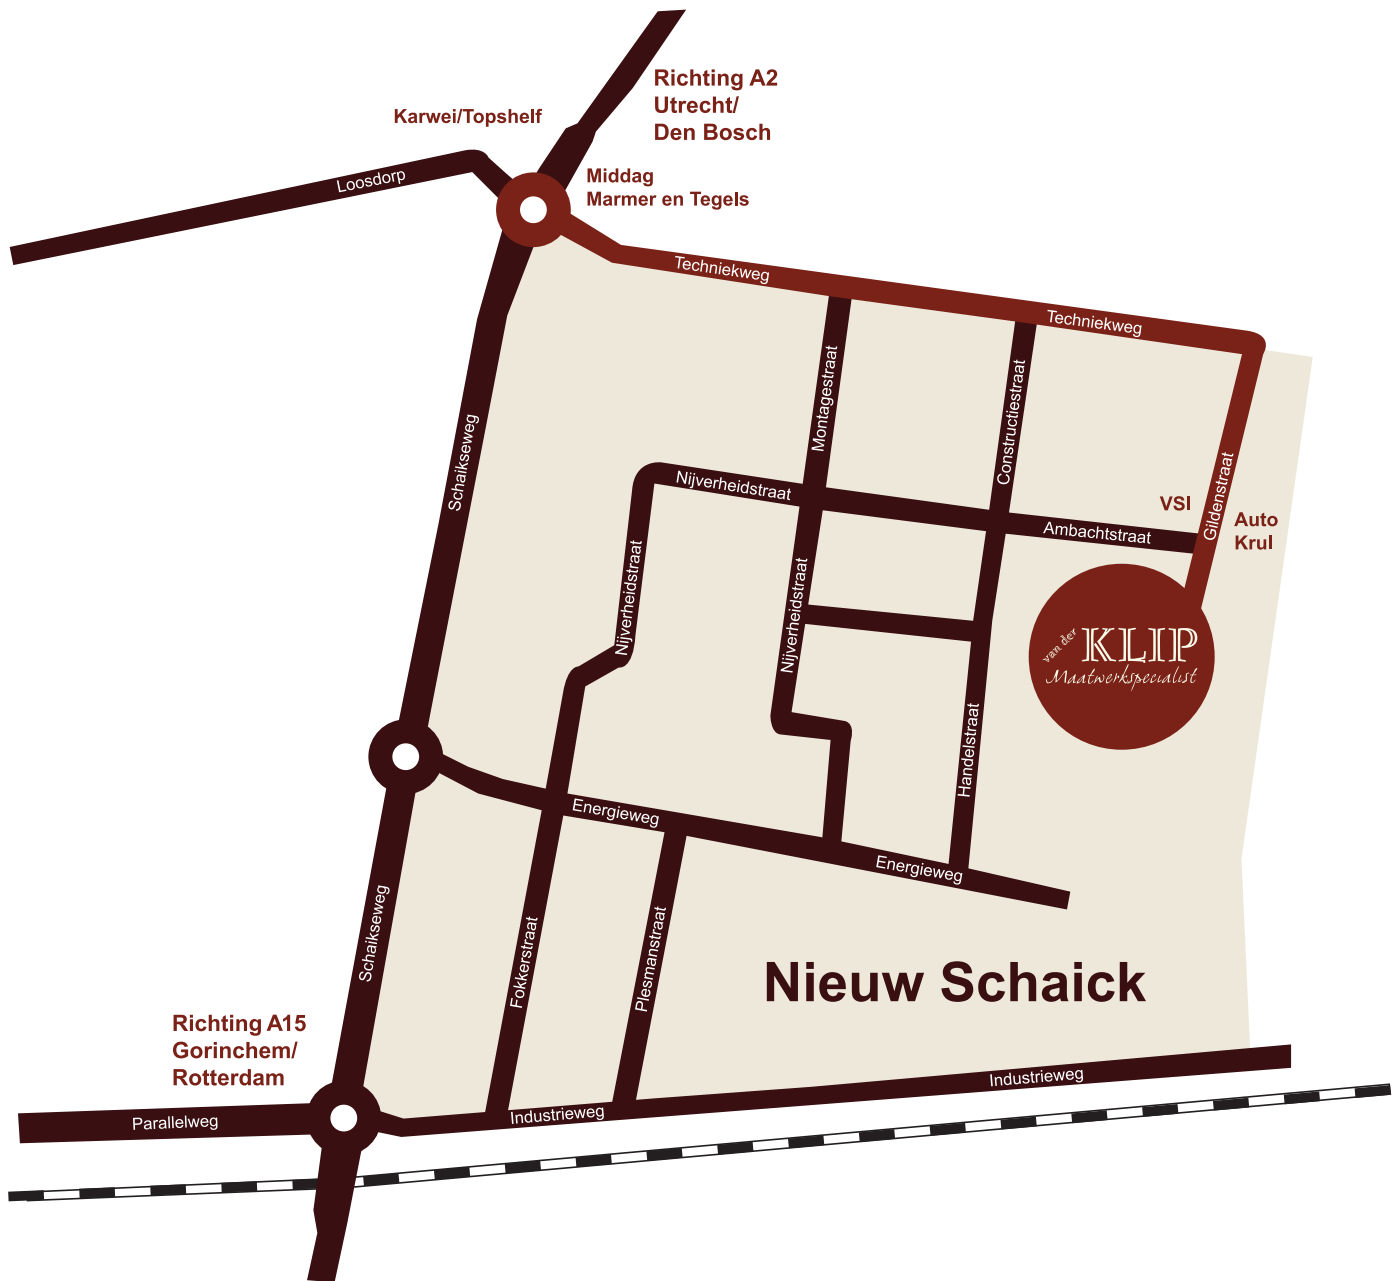 Richting A2
Utrecht/
Den Bosch
Karwei/Topshelf
Middag
Marmer en Tegels
Loosdorp
Techniekweg
Techniekweg
Montagestraat
Constructiestraat
Schaikseweg
Nijverheidstraat
Gildenstraat
VSI
Auto
Krul
Ambachtstraat
Nijverheidstraat
Nijverheidstraat
van der
KLIP
Maatwerkspecialist
Handelstraat
Energieweg
Energieweg
Schaikseweg
Fokkerstraat
Plesmanstraat
Nieuw Schaick
Richting A15
Gorinchem/
Rotterdam
Parallelweg
Industrieweg
Industrieweg